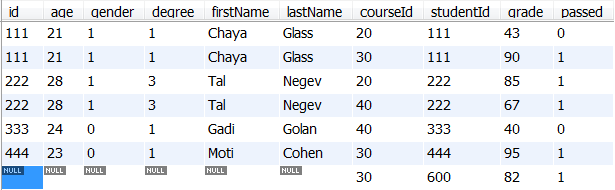 id age gender degree firstName lastName courseId studentId grade passed
111 21 1 1 Chaya Glass 20 111 43 0
111 21 1 1 Chaya Glass 30 111 90 1
222 28 1 3 Tal Negev 20 222 85 1
222 28 1 3 Tal Negev 40 222 67 1
333 24 0 1 Gadi Golan 40 333 40 0
444 23 0 1 Moti Cohen 30 444 95 1
NULL NULL NULL NULL NULL NULL 30 600 82 1